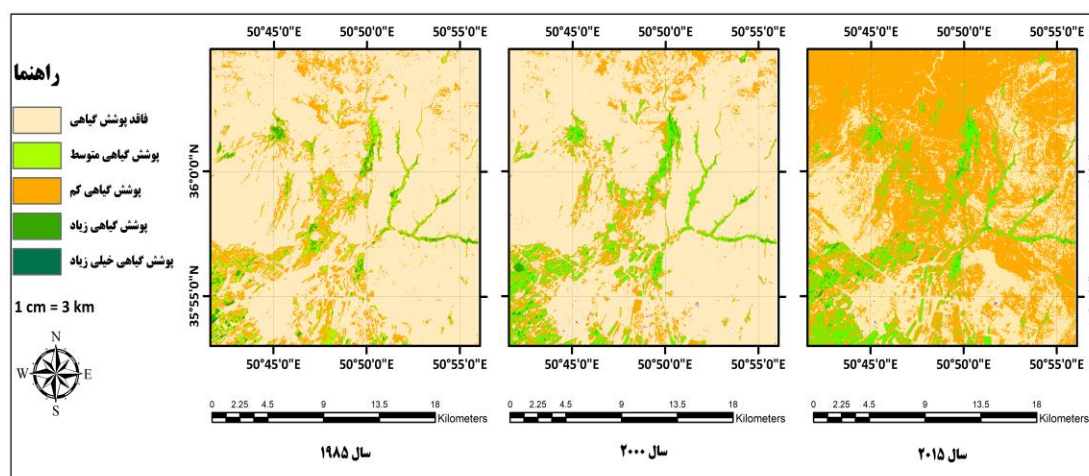 راهنما
فاقد پوشش گیاهی
پوشش گیاهی متوسط
پوشش گیاهی کم
پوشش گیاهی زیاد
پوشش گیاهی خیلی زیاد
1 cm = 3 km
N
W E
S
50°45'0"E 50°50'0"E 50°55'0"E
36°0'0"N
35°55'0"N
50°45'0"E 50°50'0"E 50°55'0"E
0 2.25 4.5 9 13.5 18
Kilometers
سال ۱۹۸۵
50°45'0"E 50°50'0"E 50°55'0"E
50°45'0"E 50°50'0"E 50°55'0"E
0 2.25 4.5 9 13.5 18
Kilometers
سال ۲۰۰۰
50°45'0"E 50°50'0"E 50°55'0"E
50°45'0"E 50°50'0"E 50°55'0"E
0 2.25 4.5 9 13.5 18
Kilometers
سال ۲۰۱۵